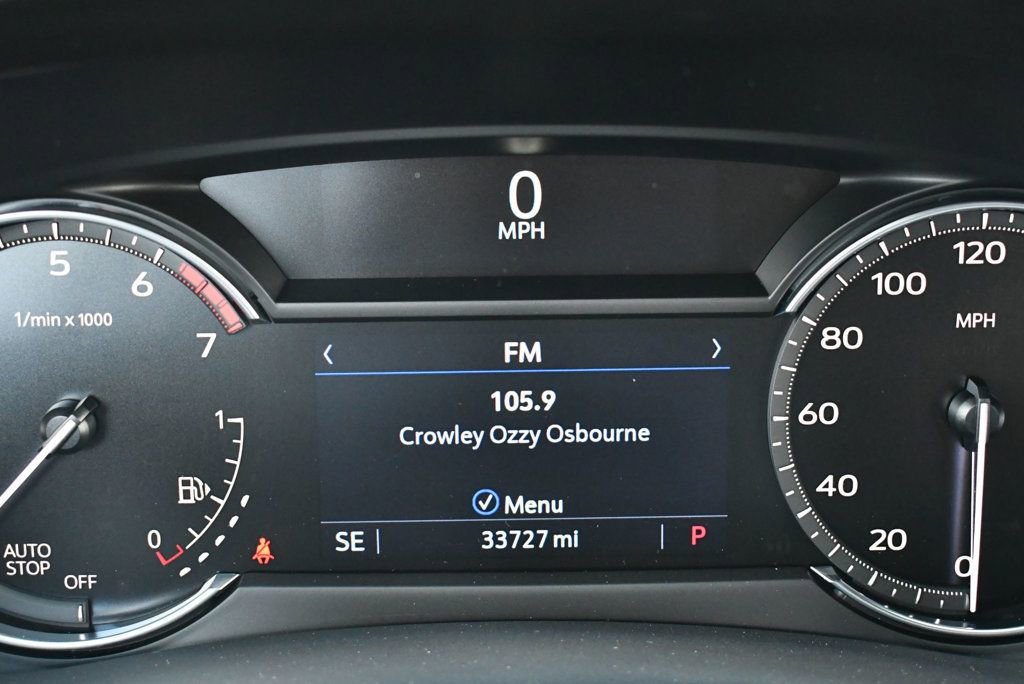 0
MPH
5
6
7
1/min x 1000
1
0
AUTO
STOP
OFF
FM
105.9
Crowley Ozzy Osbourne
Menu
SE
33727 mi
P
120
100
80
60
40
20
0
MPH